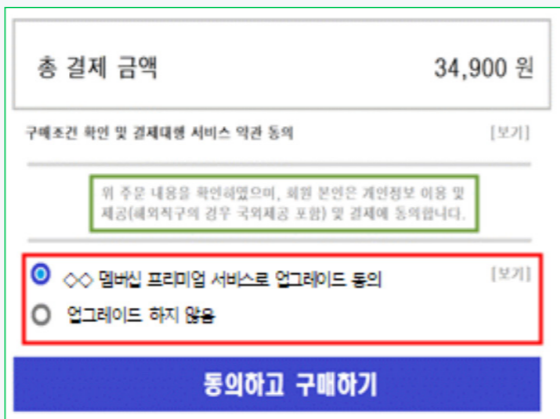 총 결제 금액 34,900 원
구매조건 확인 및 결제대행 서비스 약관 동의 [보기]
위 주문 내용을 확인하였으며, 회원 본인은 개인정보 이용 및
제공(해외직구의 경우 국외제공 포함) 및 결제에 동의합니다.
◇◇ 멤버십 프리미엄 서비스로 업그레이드 동의 [보기]
업그레이드 하지 않음
동의하고 구매하기